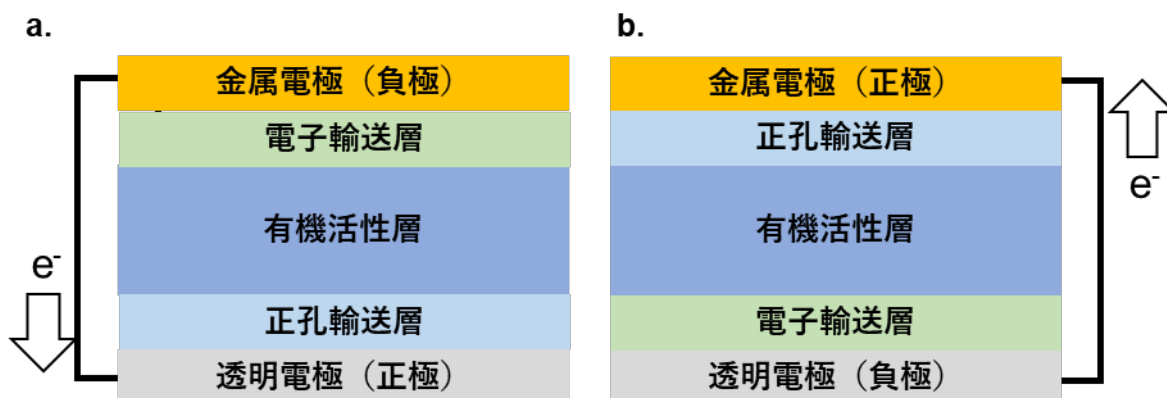 a.
金属電極（負極）
電子輸送層
有機活性層
e-
正孔輸送層
透明電極（正極）
b.
金属電極（正極）
正孔輸送層
e-
有機活性層
電子輸送層
透明電極（負極）